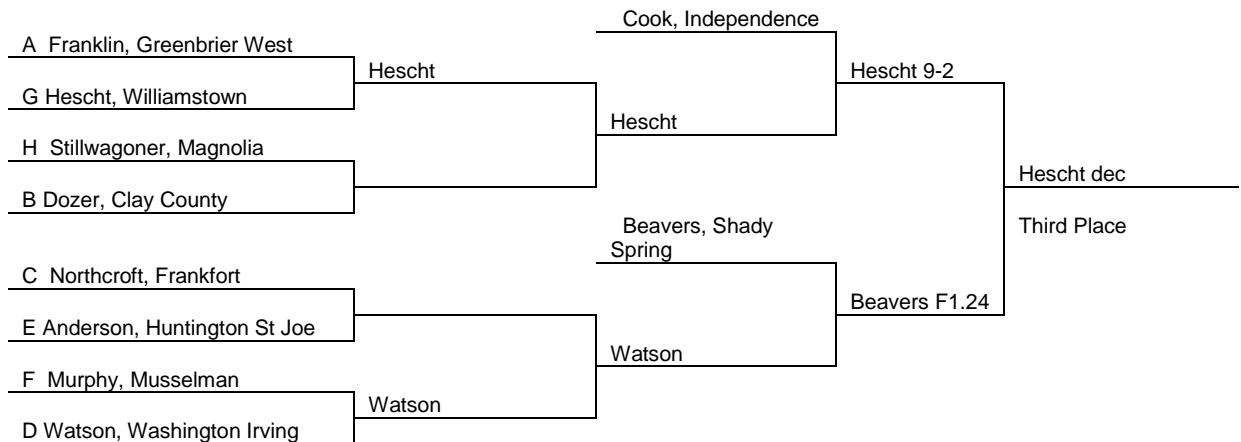 Cook, Independence
A Franklin, Greenbrier West
Hescht
Hescht 9-2
G Hescht, Williamstown
Hescht
H Stillwagoner, Magnolia
Hescht dec
B Dozer, Clay County
Beavers, Shady
Spring
Third Place
C Northcroft, Frankfort
Beavers F1.24
E Anderson, Huntington St Joe
Watson
F Murphy, Musselman
Watson
D Watson, Washington Irving